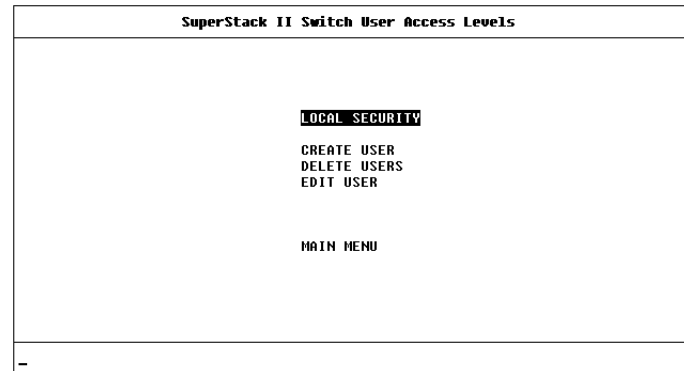 SuperStack II Switch User Access Levels
LOCAL SECURITY
CREATE USER
DELETE USERS
EDIT USER
MAIN MENU